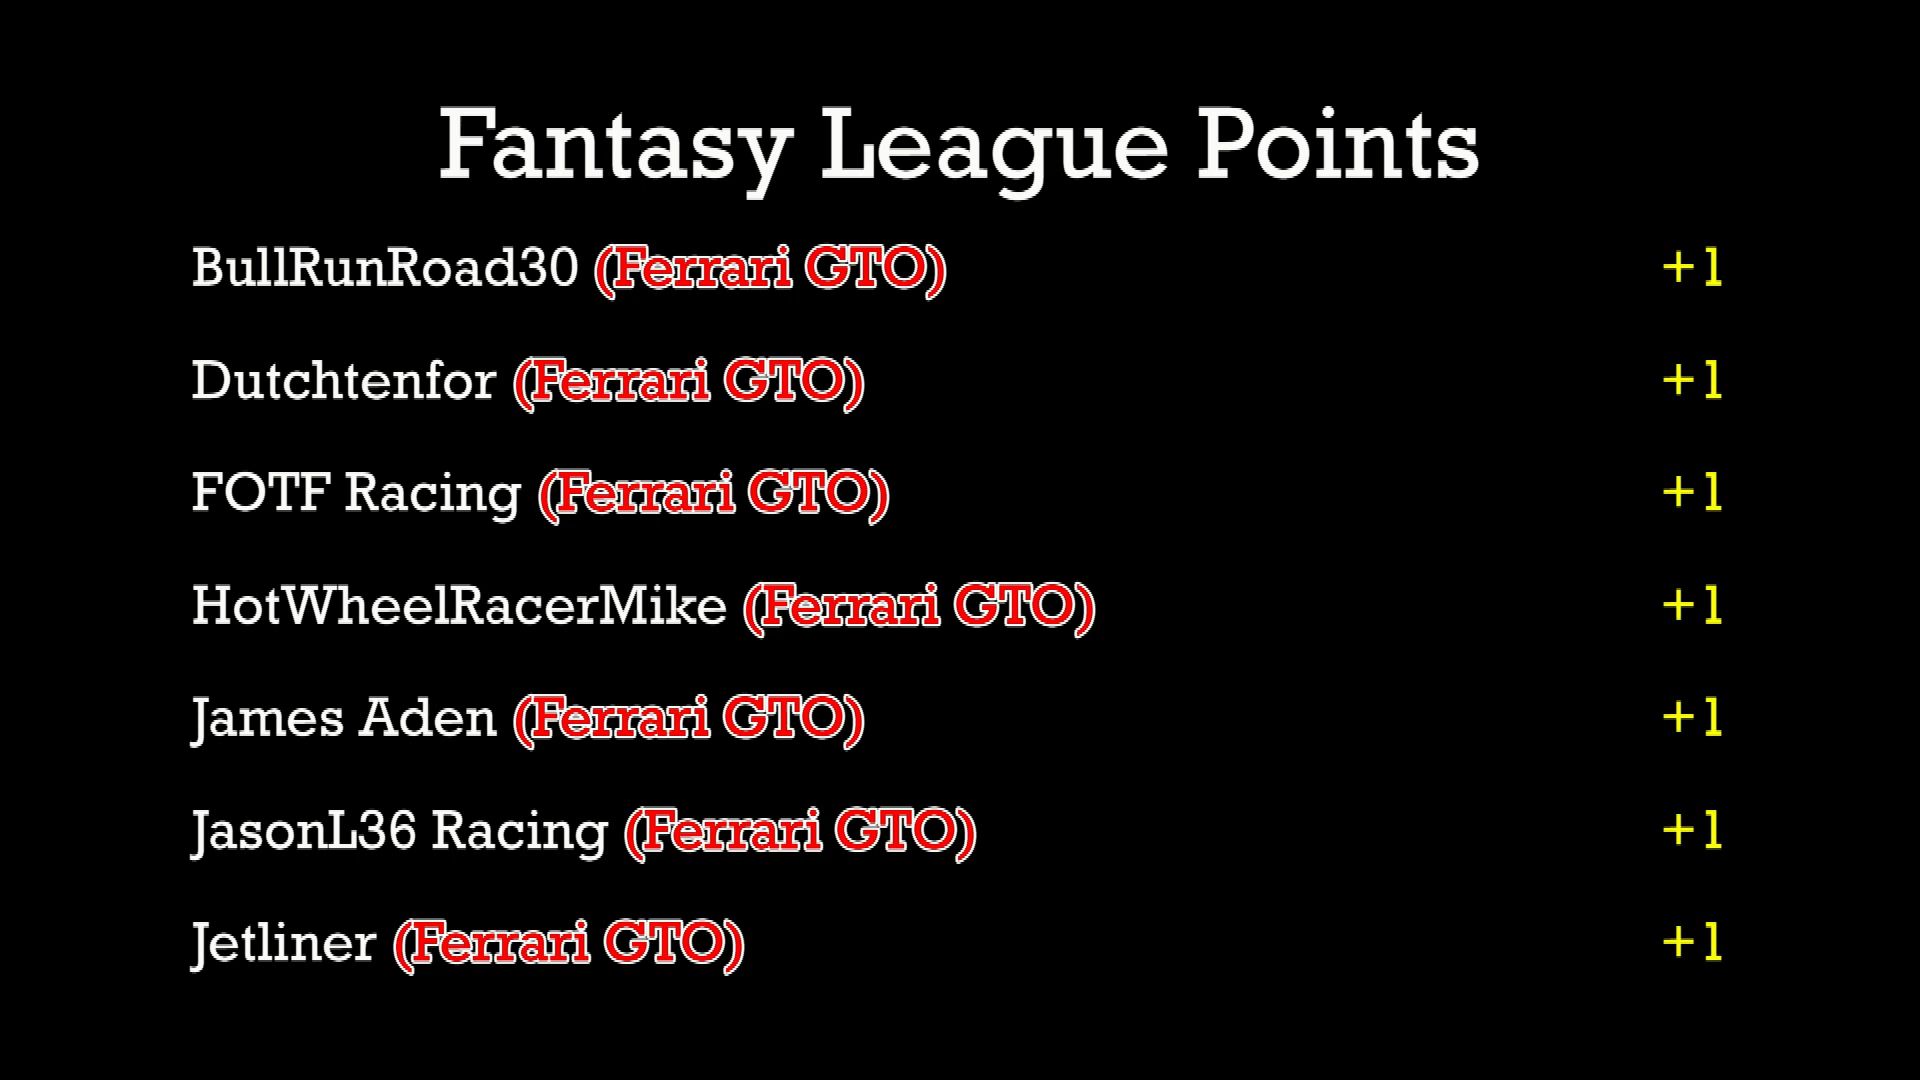 Fantasy League Points
BullRunRoad30 (Ferrari GTO) +1
Dutchtenfor (Ferrari GTO) +1
FOTF Racing (Ferrari GTO) +1
HotWheelRacerMike (Ferrari GTO) +1
James Aden (Ferrari GTO) +1
JasonL36 Racing (Ferrari GTO) +1
Jetliner (Ferrari GTO) +1